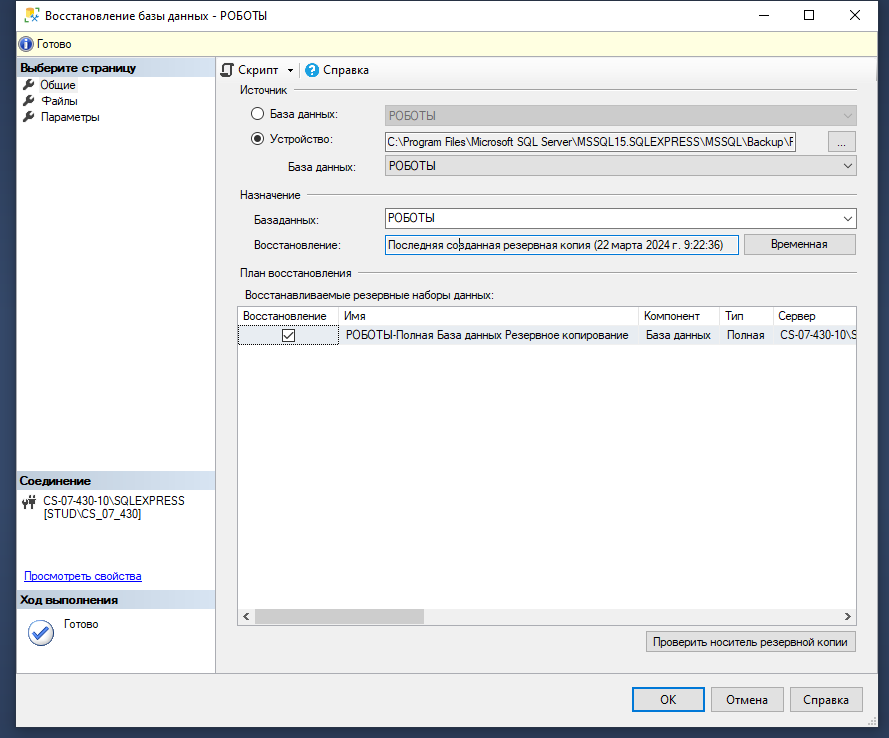 Восстановление базы данных - РОБОТЫ
Готово
Выберите страницу
Общие
Файлы
Параметры
Скрипт
Справка
Источник
База данных:
РОБОТЫ
Устройство:
C:\Program Files\Microsoft SQL Server\MSSQL15.SQLEXPRESS\MSSQL\Backup\F
...
База данных:
РОБОТЫ
Назначение
Базаданных:
РОБОТЫ
Восстановление:
Последняя созданная резервная копия (22 марта 2024 г. 9:22:36)
Временная
План восстановления
Восстанавливаемые резервные наборы данных:
Восстановление Имя Компонент Тип Сервер
РОБОТЫ-Полная База данных Резервное копирование База данных Полная CS-07-430-10\S
Соединение
CS-07-430-10\SQLEXPRESS
[STUD\CS_07_430]
Просмотреть свойства
Ход выполнения
Готово
Проверить носитель резервной копии
OK
Отмена
Справка